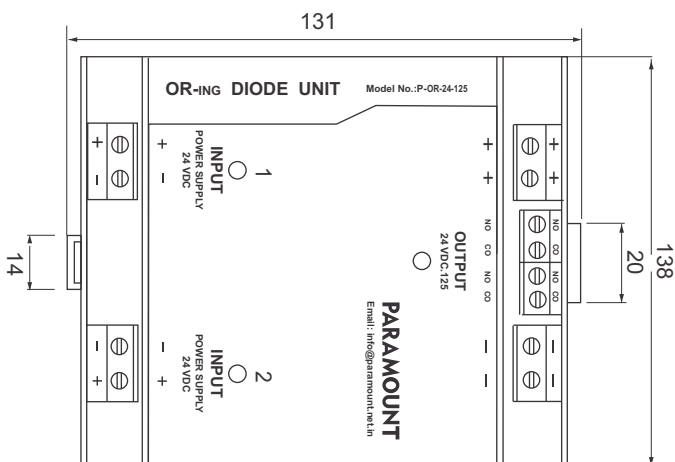 131
OR-ING DIODE UNIT Model No.:P-OR-24-125
+
-
+
-
INPUT
POWER SUPPLY
24 VDC
1
+
+
+
+
NO
CO
NO
CO
NO
CO
NO
CO
OUTPUT
24 VDC.125
138
20
14
PARAMOUNT
Email: info@paramount.net.in
-
+
-
+
INPUT
POWER SUPPLY
24 VDC
2
-
-
-
-